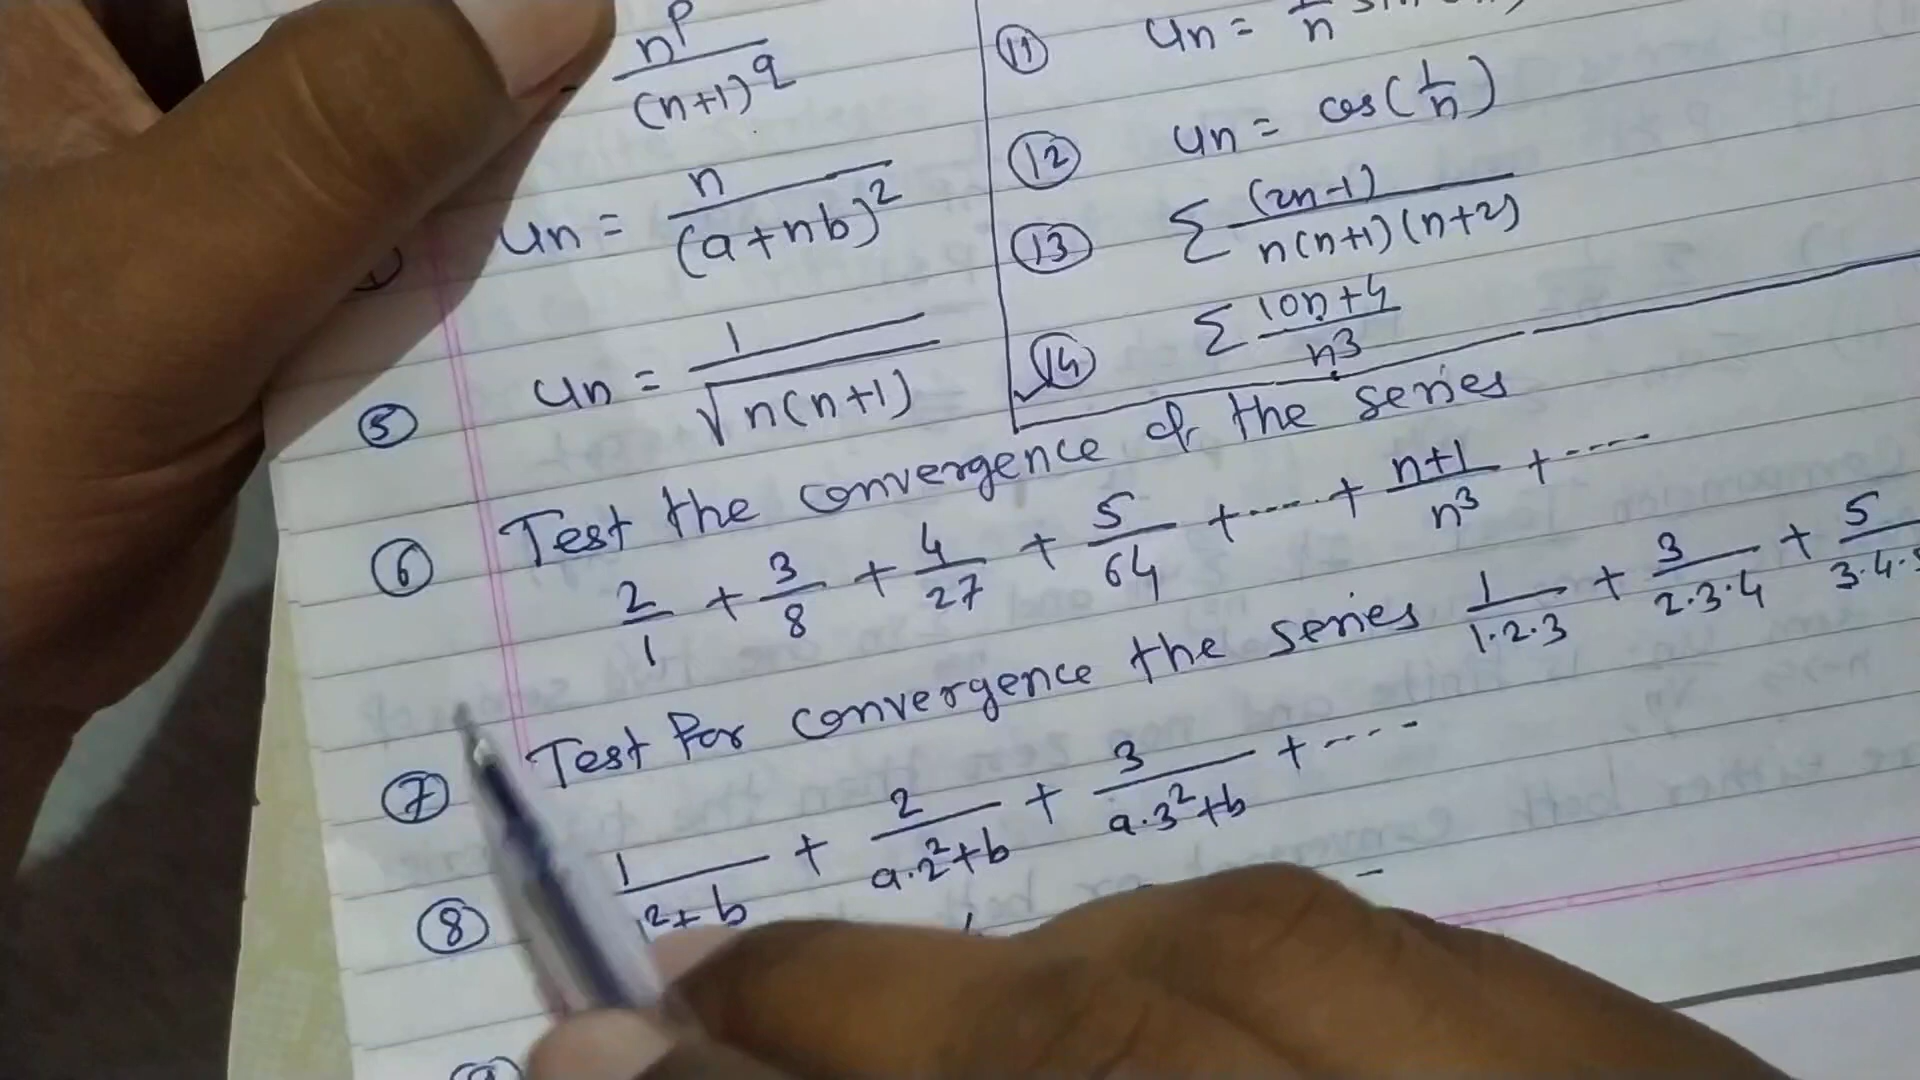 n^p/(n+1)^q
un = n/(a+nb)^2
⑤ un = 1/√n(n+1)
⑪ un =
⑫ un = cos(1/n)
⑬ Σ (2n-1)/n(n+1)(n+2)
⑭ Σ 10n+4/n^3
⑥ Test the convergence of the series
2/1 + 3/8 + 4/27 + 5/64 + ---- + n+1/n^3 + -----
⑦ Test for convergence the series 1/1·2·3 + 3/2·3·4 + 5/3·4·
⑧ 1/ ^2+b + 2/a·2^2+b + 3/a·3^2+b + ----